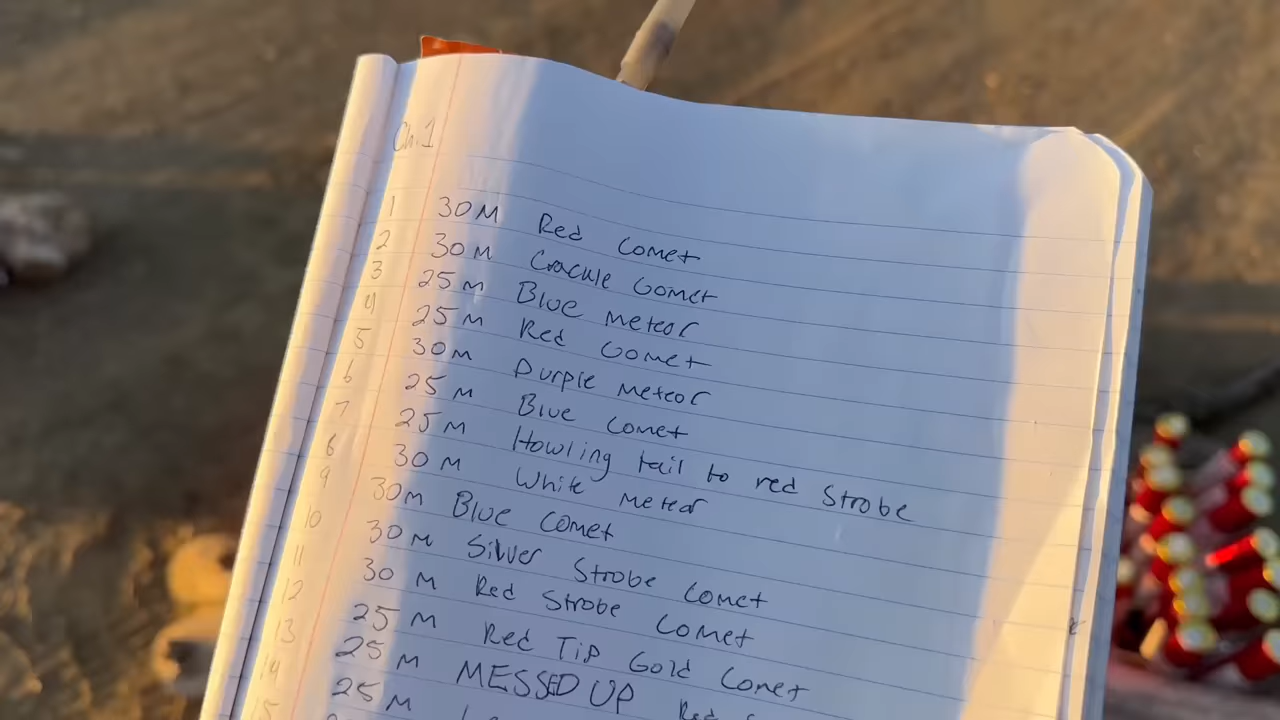 Ch. 1
1 30M Red Comet
2 30M Crackle Comet
3 25M Blue Meteor
4 25M Red Comet
5 30M Purple Meteor
6 25M Blue Comet
7 25M Howling tail to red Strobe
8 30M White Meteor
9 30M Blue Comet
10 30M Silver Strobe Comet
11 30M Red Strobe Comet
12 25M Red Tip Gold Comet
13 25M MESSED UP Red
14 25M
15